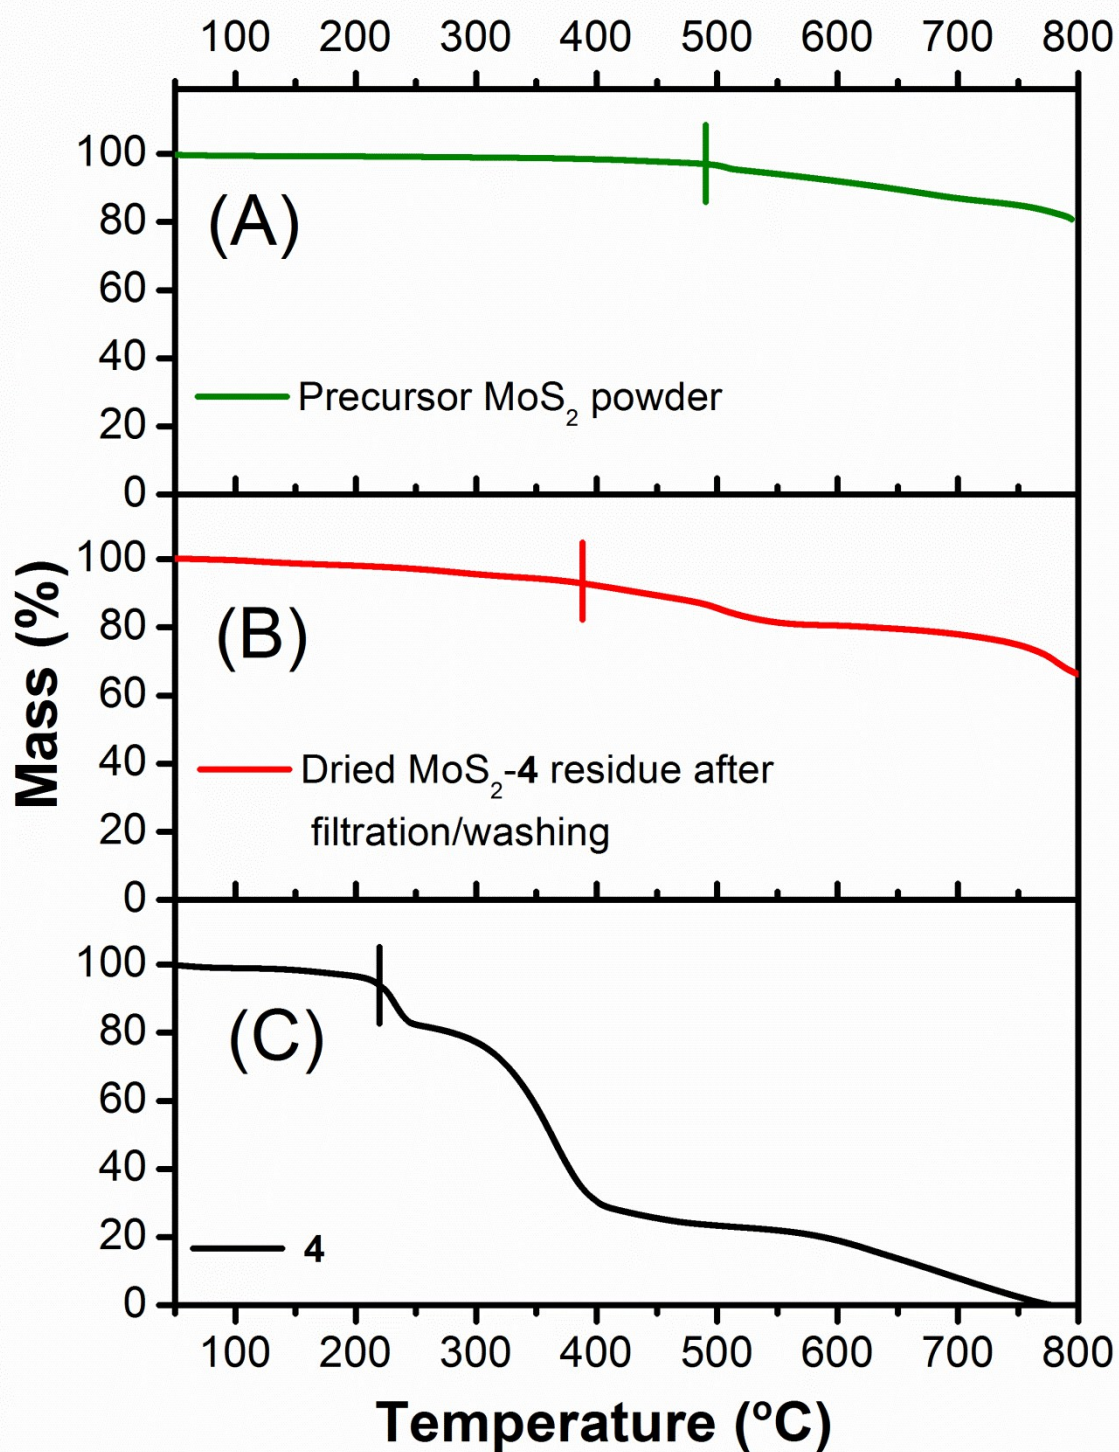 100 200 300 400 500 600 700 800
100
80
60
40
20
0
(A)
Precursor MoS2 powder
100
80
60
40
20
0
(B)
Dried MoS2-4 residue after
filtration/washing
Mass (%)
100
80
60
40
20
0
(C)
4
100 200 300 400 500 600 700 800
Temperature (ºC)